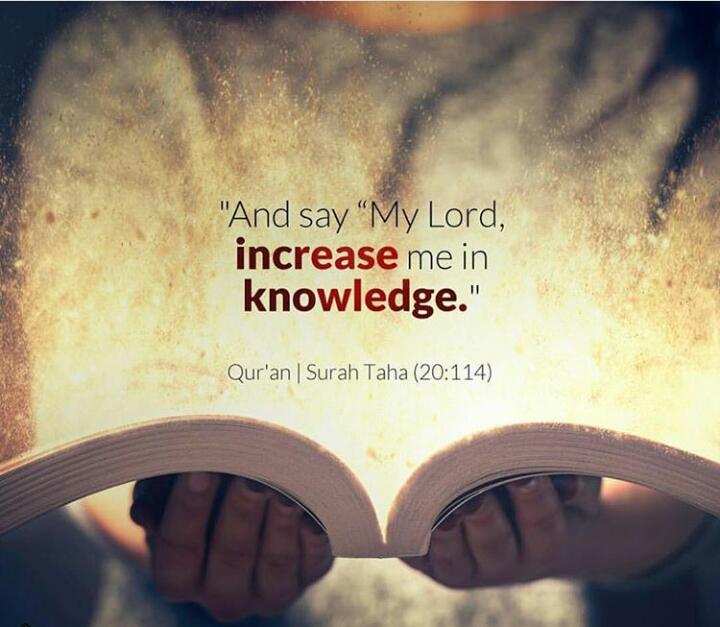 "And say “My Lord,
increase me in
knowledge."
Qur'an | Surah Taha (20:114)